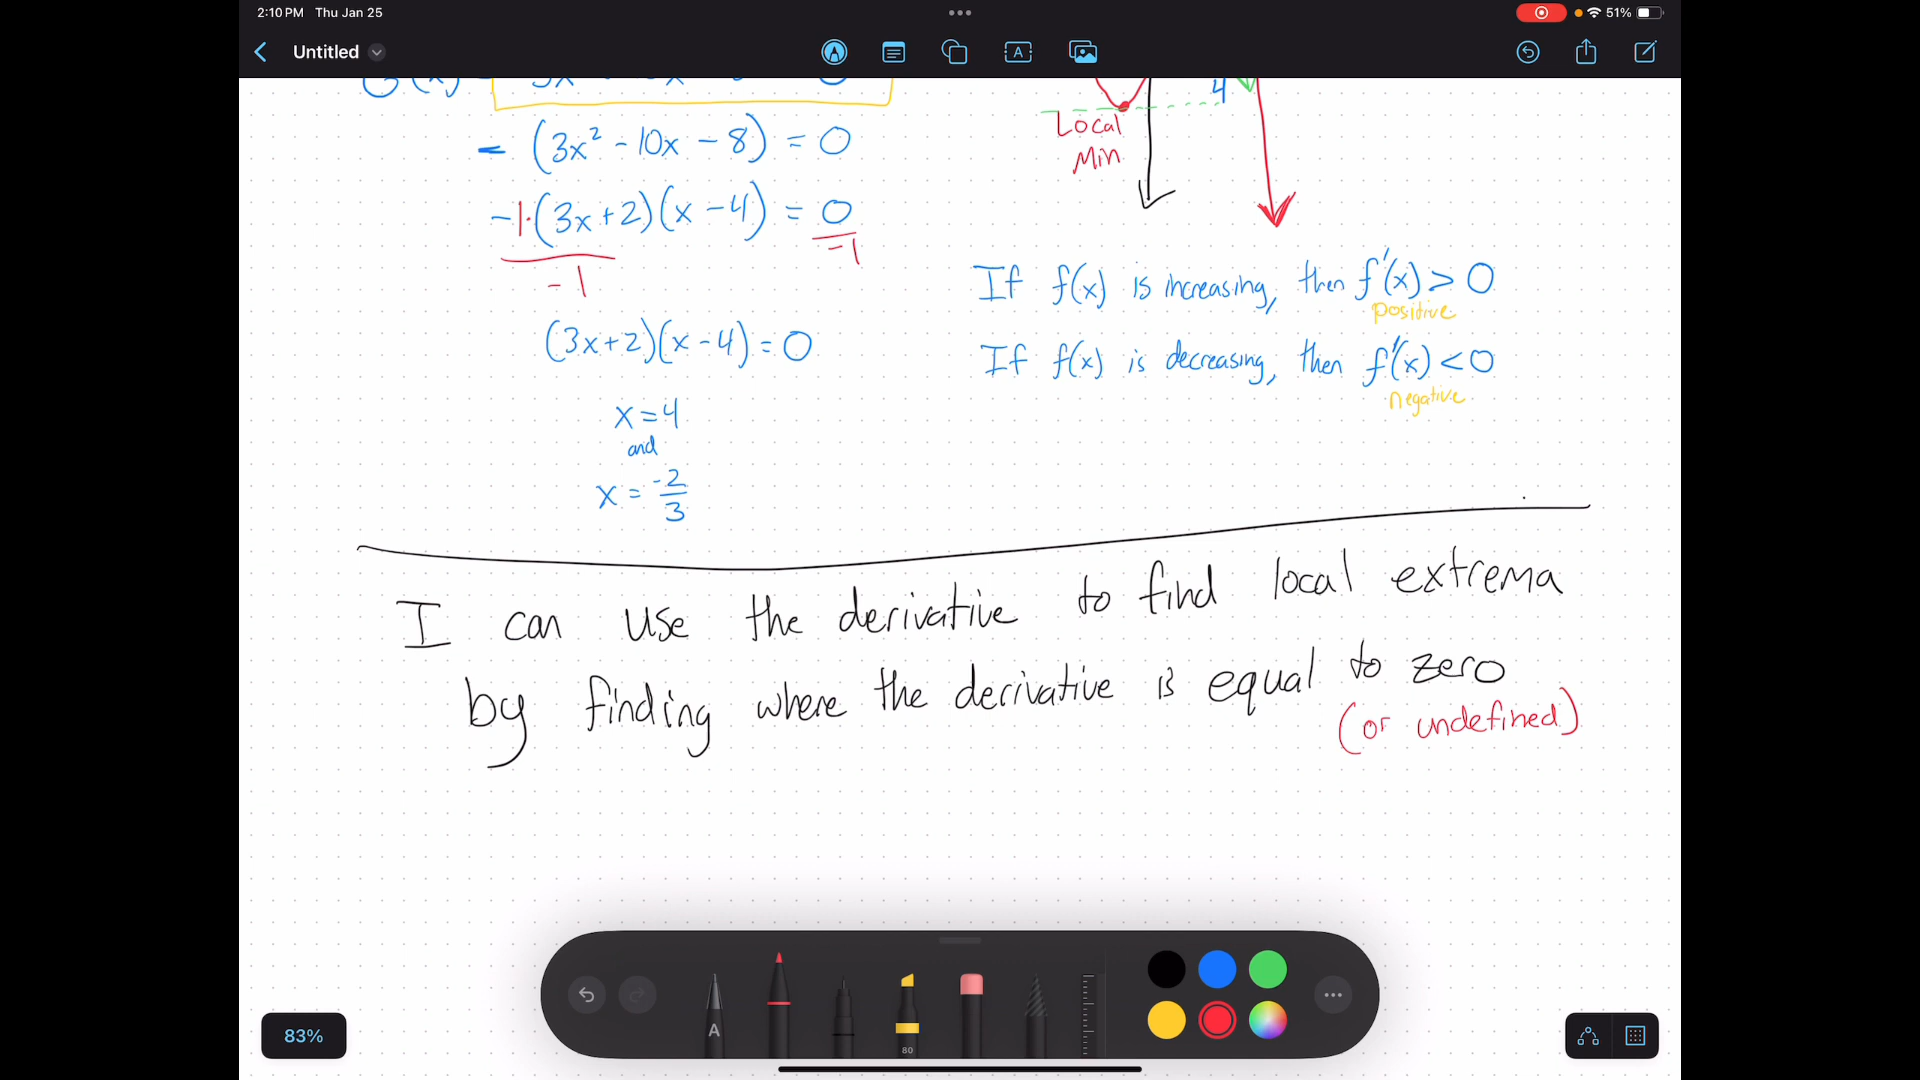 2:10 PM Thu Jan 25
51%
Untitled
A
- (3x² - 10x - 8) = 0
-1·(3x+2)(x-4) = 0
-1
-1
(3x+2)(x-4)=0
x=4
and
x = -2/3
4
Local
Min
If f(x) is increasing, then f'(x) > 0
positive
If f(x) is decreasing, then f'(x) < 0
negative
I can use the derivative to find local extrema
by finding where the derivative is equal to zero
(or undefined)
A
80
83%